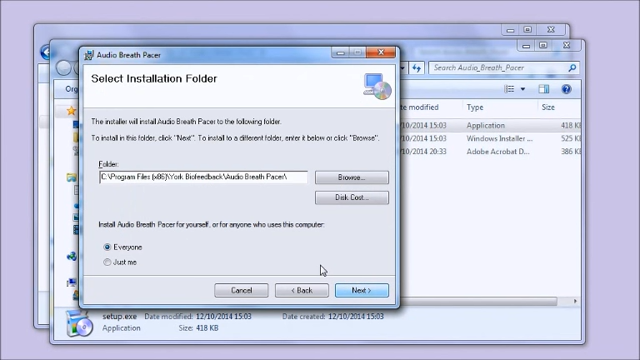 Audio Breath Pacer
Select Installation Folder
The installer will install Audio Breath Pacer to the following folder.
To install in this folder, click "Next". To install to a different folder, enter it below or click "Browse".
Folder:
C:\Program Files (x86)\York Biofeedback\Audio Breath Pacer\
Browse...
Disk Cost...
Install Audio Breath Pacer for yourself, or for anyone who uses this computer:
Everyone
Just me
Cancel
< Back
Next >
Search Audio_Breath_Pacer
Orga
modified
Type
Size
/10/2014 15:03
Application
418 K
/10/2014 15:03
Windows Installer ...
527 K
/10/2014 20:33
Adobe Acrobat D...
386 K
setup.exe
Date modified: 12/10/2014 15:03
Date created: 12/10/2014 15:03
Application
Size: 418 KB